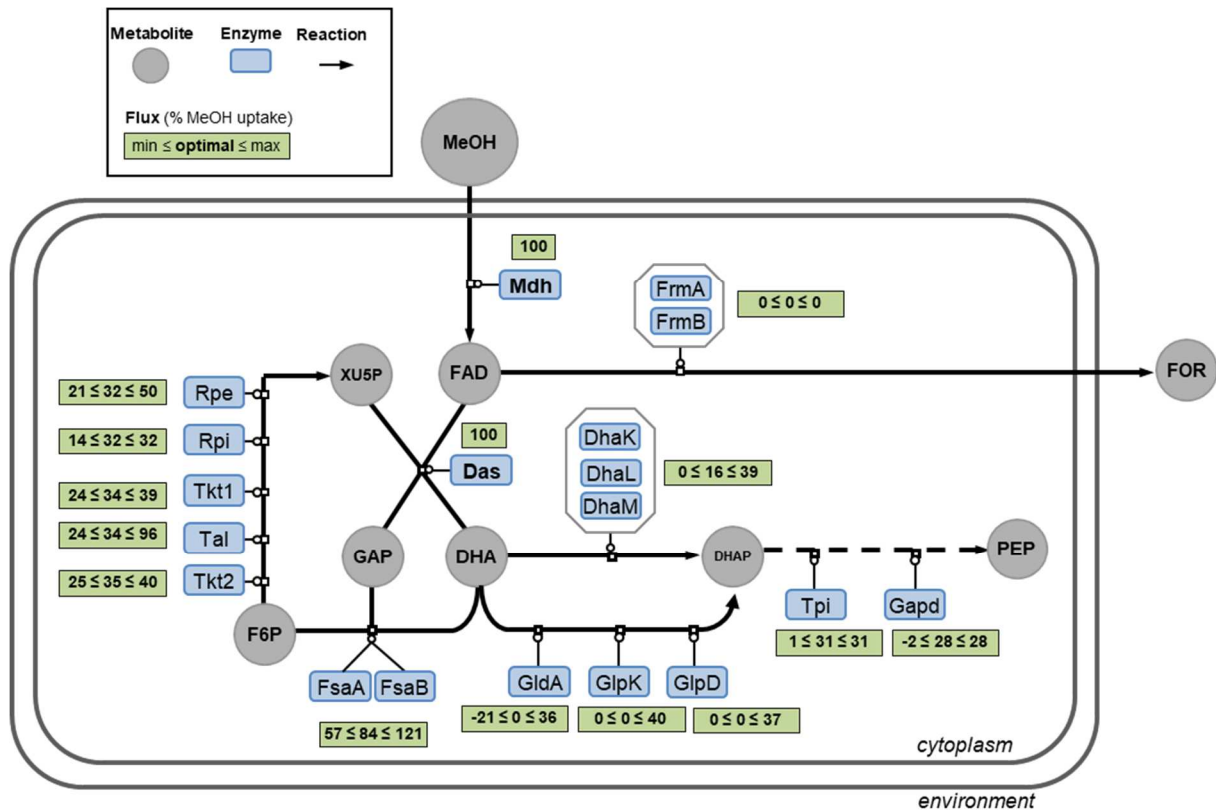 Metabolite Enzyme Reaction
Flux (% MeOH uptake)
min ≤ optimal ≤ max
MeOH
100
Mdh
FrmA
FrmB
0 ≤ 0 ≤ 0
XU5P
FAD
FOR
21 ≤ 32 ≤ 50
Rpe
14 ≤ 32 ≤ 32
Rpi
24 ≤ 34 ≤ 39
Tkt1
24 ≤ 34 ≤ 96
Tal
25 ≤ 35 ≤ 40
Tkt2
100
Das
DhaK
DhaL
DhaM
0 ≤ 16 ≤ 39
GAP
DHA
DHAP
PEP
Tpi
Gapd
1 ≤ 31 ≤ 31
-2 ≤ 28 ≤ 28
F6P
FsaA
FsaB
57 ≤ 84 ≤ 121
GldA
GlpK
GlpD
-21 ≤ 0 ≤ 36
0 ≤ 0 ≤ 40
0 ≤ 0 ≤ 37
cytoplasm
environment